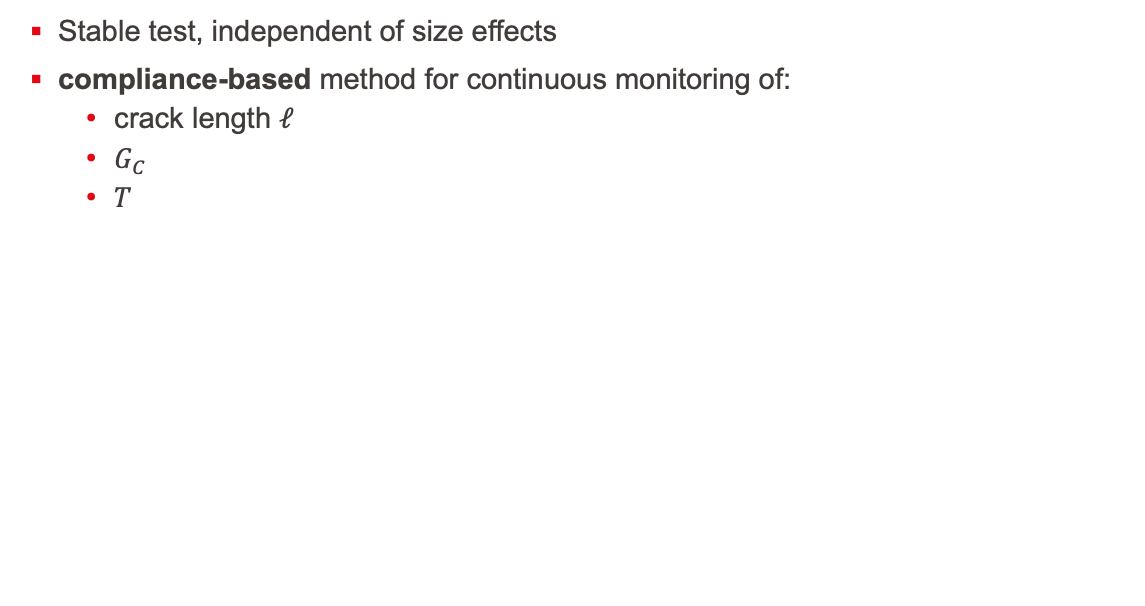 Stable test, independent of size effects
compliance-based method for continuous monitoring of:
crack length ℓ
G_C
T